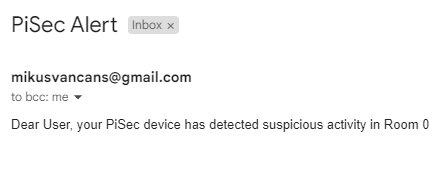 PiSec Alert Inbox ×
mikusvancans@gmail.com
to bcc: me
Dear User, your PiSec device has detected suspicious activity in Room 0